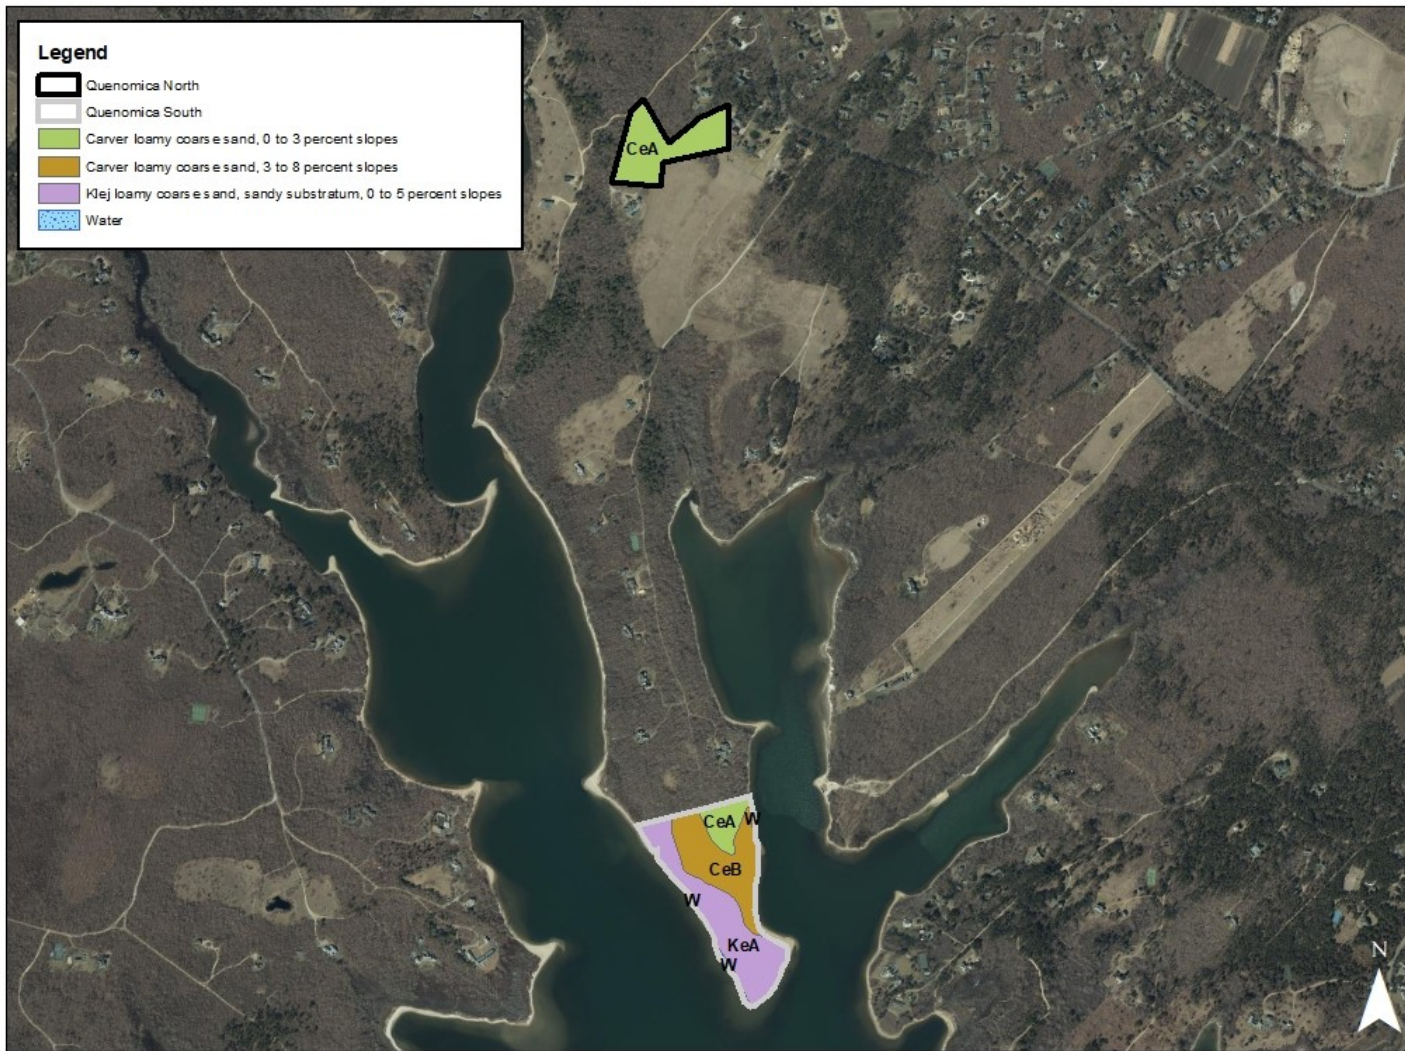 Legend
Quenomica North
Quenomica South
Carver loamy coarse sand, 0 to 3 percent slopes
Carver loamy coarse sand, 3 to 8 percent slopes
Klej loamy coarse sand, sandy substratum, 0 to 5 percent slopes
Water
CeA
CeA
W
CeB
W
KeA
W
N